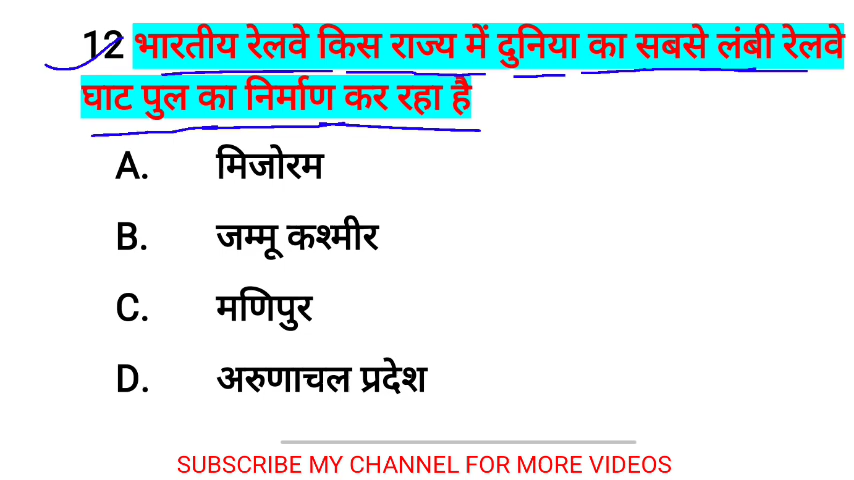 12 भारतीय रेलवे किस राज्य में दुनिया का सबसे लंबी रेलवे
घाट पुल का निर्माण कर रहा है
A. मिजोरम
B. जम्मू कश्मीर
C. मणिपुर
D. अरुणाचल प्रदेश
SUBSCRIBE MY CHANNEL FOR MORE VIDEOS